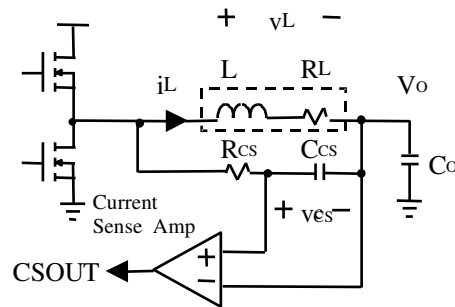 + vL −
iL L RL VO
RCS CCS CO
+ vCS −
Current
Sense Amp
+
CSOUT
−